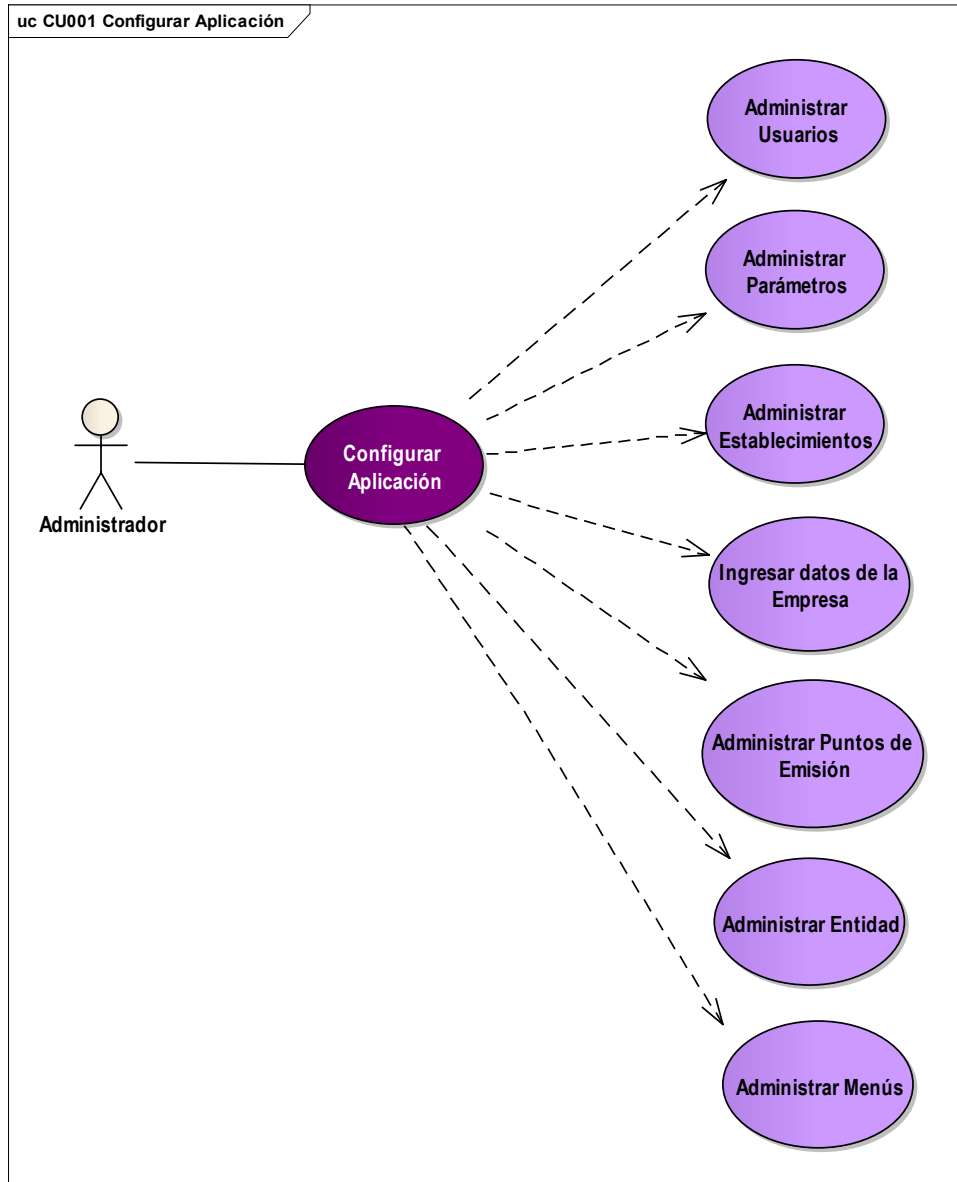 uc CU001 Configurar Aplicación
Administrar
Usuarios
Administrar
Parámetros
Administrar
Establecimientos
Configurar
Aplicación
Administrador
Ingresar datos de la
Empresa
Administrar Puntos de
Emisión
Administrar Entidad
Administrar Menús